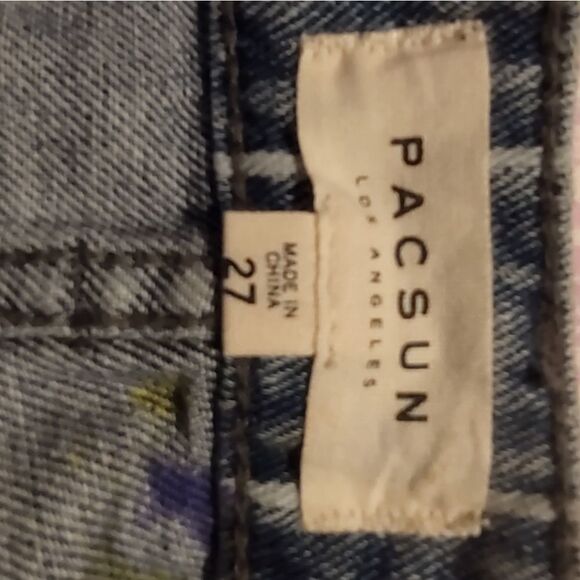 PACSUN
LOS ANGELES
MADE IN
CHINA
27